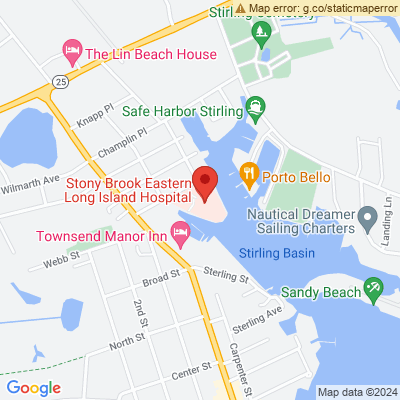 Map error: g.co/staticmaperror
Stirling Cemetery
The Lin Beach House
25
Knapp Pl
Safe Harbor Stirling
Champlin Pl
Wilmarth Ave
Stony Brook Eastern
Long Island Hospital
Porto Bello
Landing Ln
Nautical Dreamer
Sailing Charters
Townsend Manor Inn
Webb St
Stirling Basin
Broad St
Sterling St
Sandy Beach
2nd St
Sterling Ave
North St
Carpenter St
Center St
Google
Map data ©2024